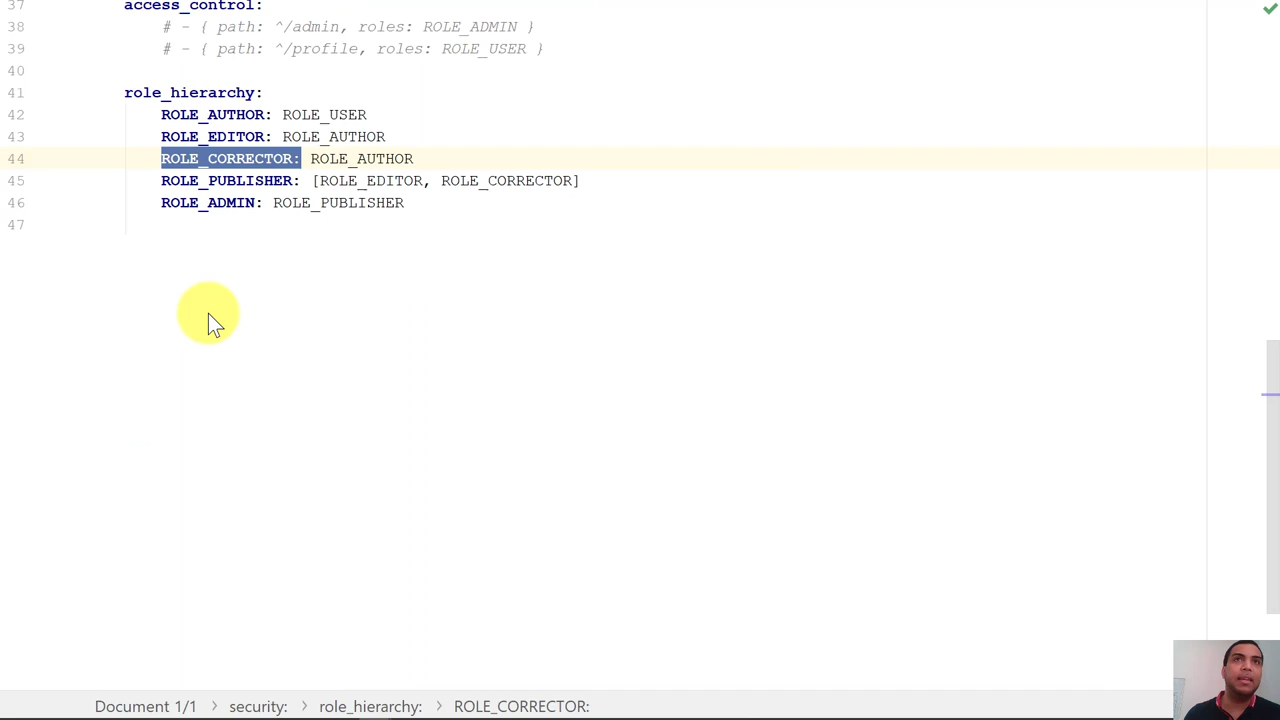 37 access_control:
38 # - { path: ^/admin, roles: ROLE_ADMIN }
39 # - { path: ^/profile, roles: ROLE_USER }
40
41 role_hierarchy:
42 ROLE_AUTHOR: ROLE_USER
43 ROLE_EDITOR: ROLE_AUTHOR
44 ROLE_CORRECTOR: ROLE_AUTHOR
45 ROLE_PUBLISHER: [ROLE_EDITOR, ROLE_CORRECTOR]
46 ROLE_ADMIN: ROLE_PUBLISHER
47
Document 1/1 > security: > role_hierarchy: > ROLE_CORRECTOR: